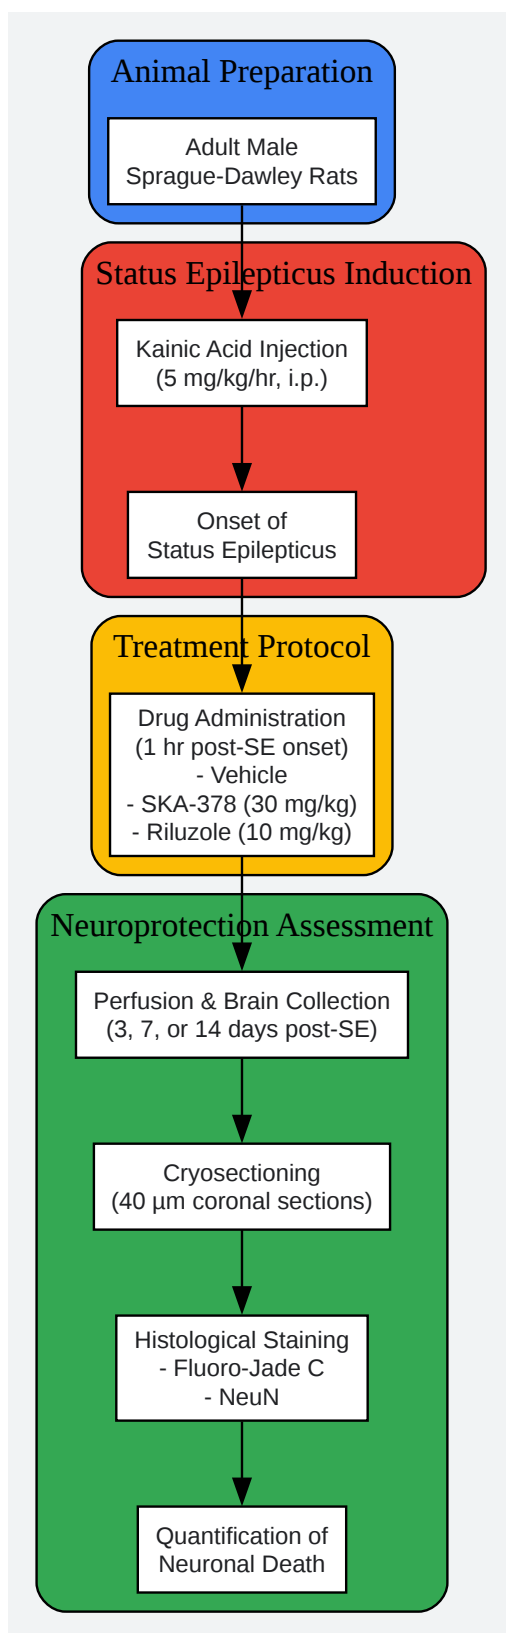 Animal Preparation
Adult Male
Sprague-Dawley Rats
Status Epilepticus Induction
Kainic Acid Injection
(5 mg/kg/hr, i.p.)
Onset of
Status Epilepticus
Treatment Protocol
Drug Administration
(1 hr post-SE onset)
- Vehicle
- SKA-378 (30 mg/kg)
- Riluzole (10 mg/kg)
Neuroprotection Assessment
Perfusion & Brain Collection
(3, 7, or 14 days post-SE)
Cryosectioning
(40 µm coronal sections)
Histological Staining
- Fluoro-Jade C
- NeuN
Quantification of
Neuronal Death